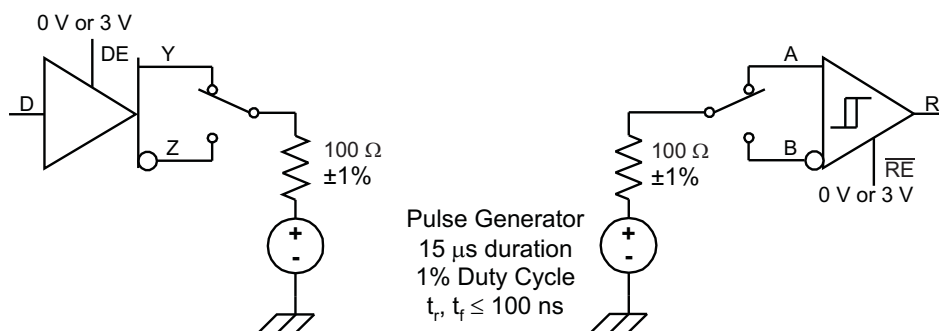 0 V or 3 V
DE
Y
D
Z
100 Ω
±1%
+
-
Pulse Generator
15 μs duration
1% Duty Cycle
tr, tf ≤ 100 ns
A
B
R
100 Ω
±1%
RE
0 V or 3 V
+
-